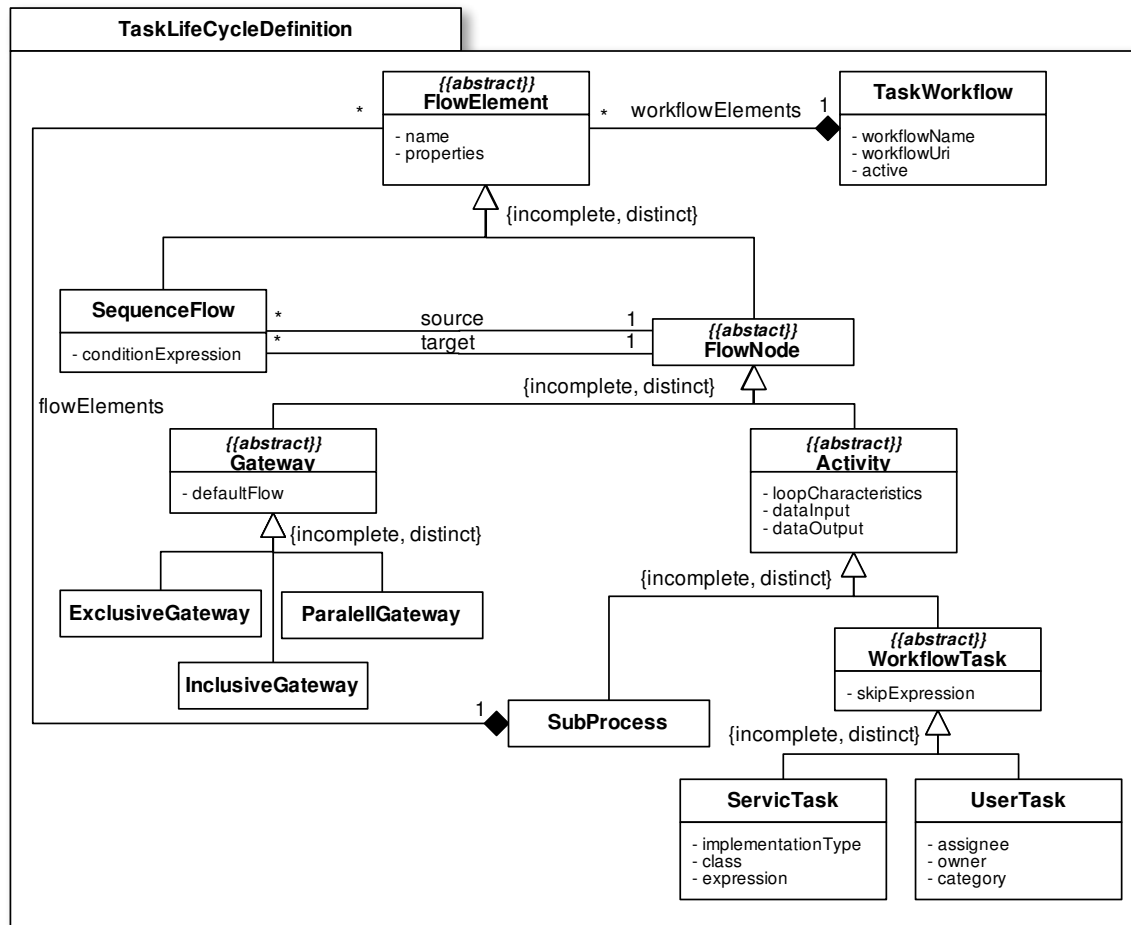 TaskLifeCycleDefinition
{{abstract}}
FlowElement
- name
- properties
*
*
workflowElements
1
TaskWorkflow
- workflowName
- workflowUri
- active
{incomplete, distinct}
SequenceFlow
- conditionExpression
*
source
1
*
target
1
{{abstact}}
FlowNode
{incomplete, distinct}
flowElements
{{abstract}}
Gateway
- defaultFlow
{{abstract}}
Activity
- loopCharacteristics
- dataInput
- dataOutput
{incomplete, distinct}
{incomplete, distinct}
ExclusiveGateway
ParalellGateway
InclusiveGateway
{{abstract}}
WorkflowTask
- skipExpression
1
SubProcess
{incomplete, distinct}
ServicTask
- implementationType
- class
- expression
UserTask
- assignee
- owner
- category